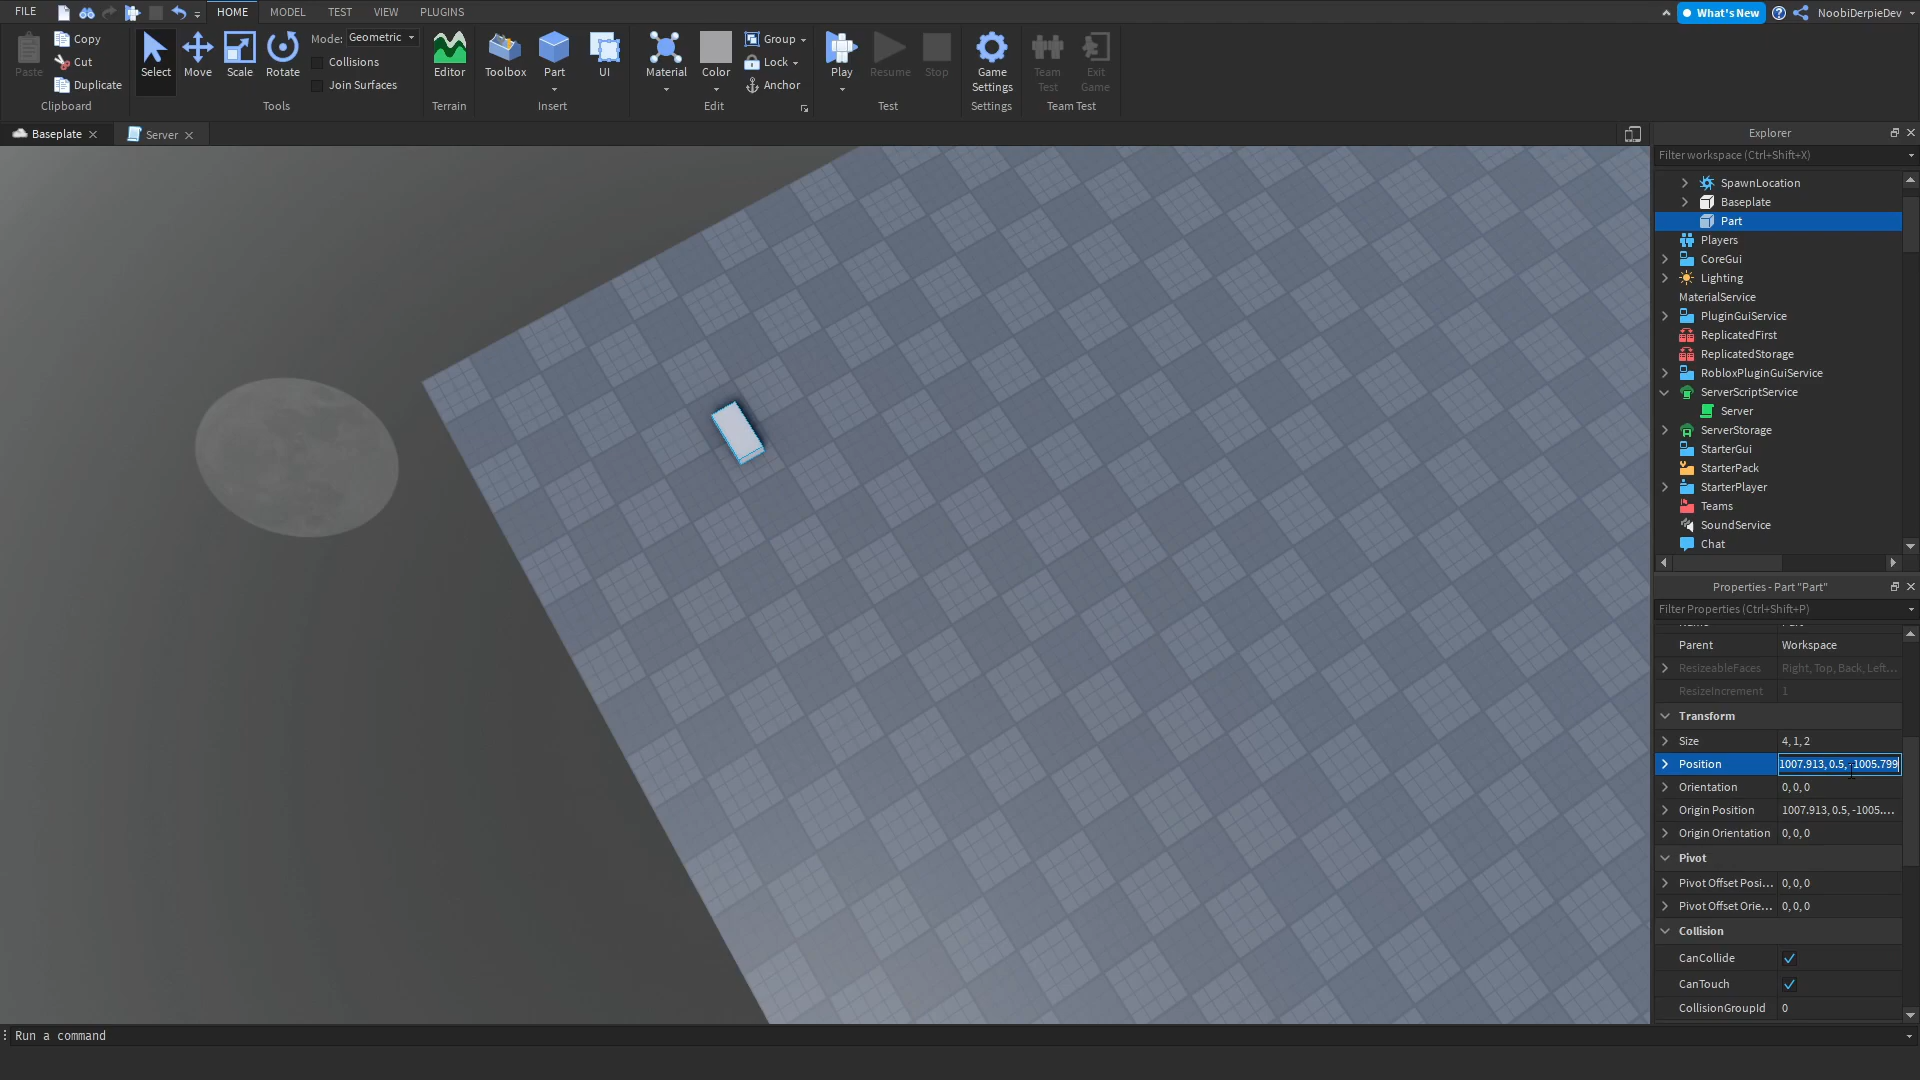 FILE
HOME
MODEL
TEST
VIEW
PLUGINS
What's New
NoobiDerpieDev
Paste
Copy
Cut
Duplicate
Clipboard
Select
Move
Scale
Rotate
Mode: Geometric
Collisions
Join Surfaces
Tools
Editor
Terrain
Toolbox
Part
UI
Insert
Material
Color
Group
Lock
Anchor
Edit
Play
Resume
Stop
Test
Game
Settings
Settings
Team
Test
Exit
Game
Team Test
Baseplate
Server
Explorer
Filter workspace (Ctrl+Shift+X)
SpawnLocation
Baseplate
Part
Players
CoreGui
Lighting
MaterialService
PluginGuiService
ReplicatedFirst
ReplicatedStorage
RobloxPluginGuiService
ServerScriptService
Server
ServerStorage
StarterGui
StarterPack
StarterPlayer
Teams
SoundService
Chat
Properties - Part "Part"
Filter Properties (Ctrl+Shift+P)
Parent Workspace
ResizeableFaces Right, Top, Back, Left...
ResizeIncrement 1
Transform
Size 4, 1, 2
Position 1007.913, 0.5, -1005.799
Orientation 0, 0, 0
Origin Position 1007.913, 0.5, -1005....
Origin Orientation 0, 0, 0
Pivot
Pivot Offset Posi... 0, 0, 0
Pivot Offset Orie... 0, 0, 0
Collision
CanCollide
CanTouch
CollisionGroupId 0
Run a command